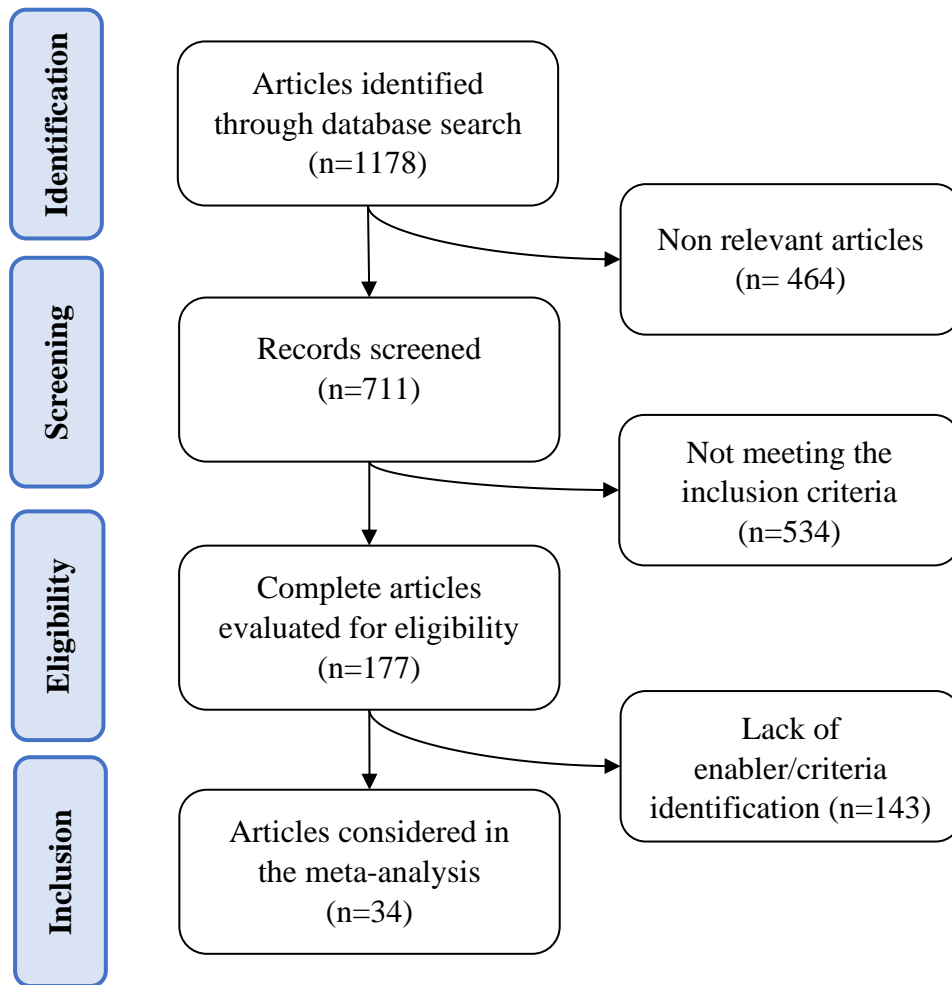 Identification
Articles identified
through database search
(n=1178)
Non relevant articles
(n= 464)
Screening
Records screened
(n=711)
Not meeting the
inclusion criteria
(n=534)
Eligibility
Complete articles
evaluated for eligibility
(n=177)
Lack of
enabler/criteria
identification (n=143)
Inclusion
Articles considered in
the meta-analysis
(n=34)